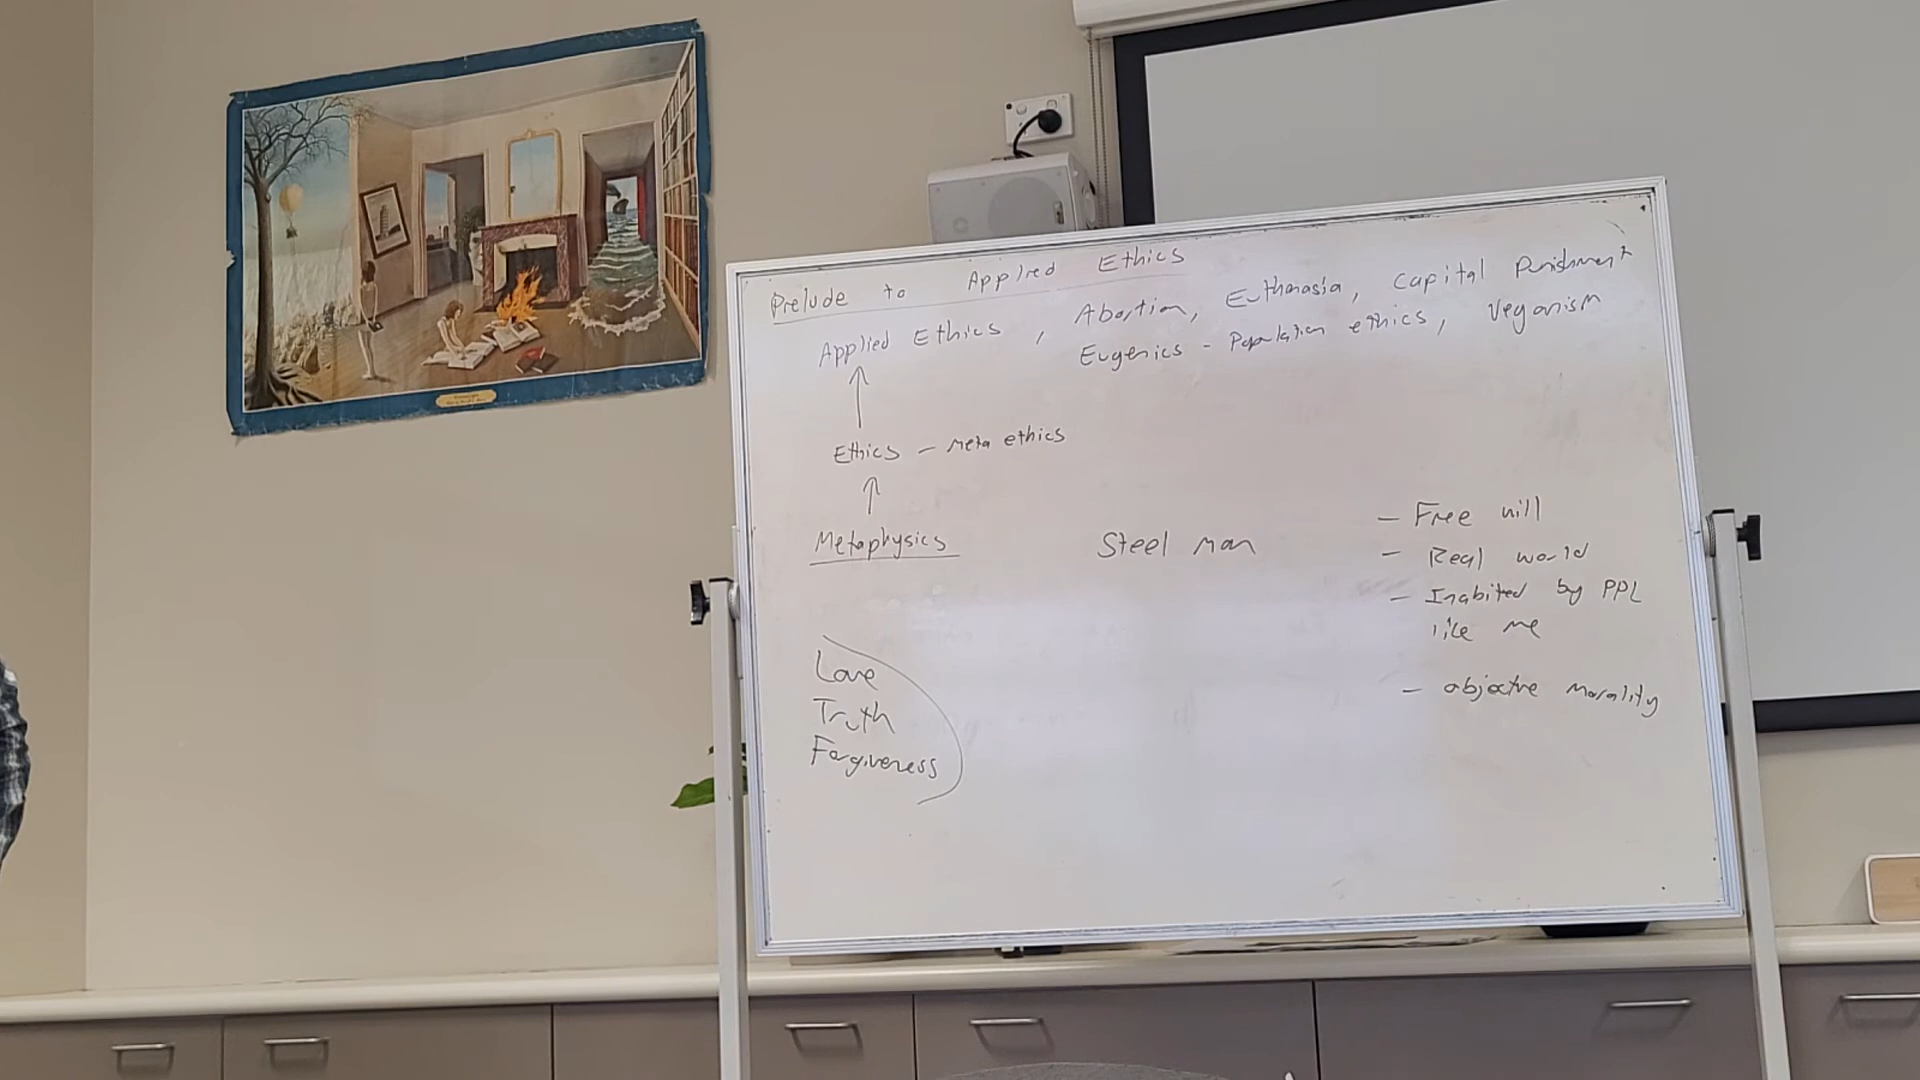 Prelude to Applied Ethics
Applied Ethics , Abortion, Euthanasia, Capital Punishment
Eugenics - Population ethics, Veganism
Ethics - Meta ethics
Metaphysics
Steel man
- Free will
- Real world
- Inabited by PPL
like me
- objective morality
Love
Truth
Forgiveness